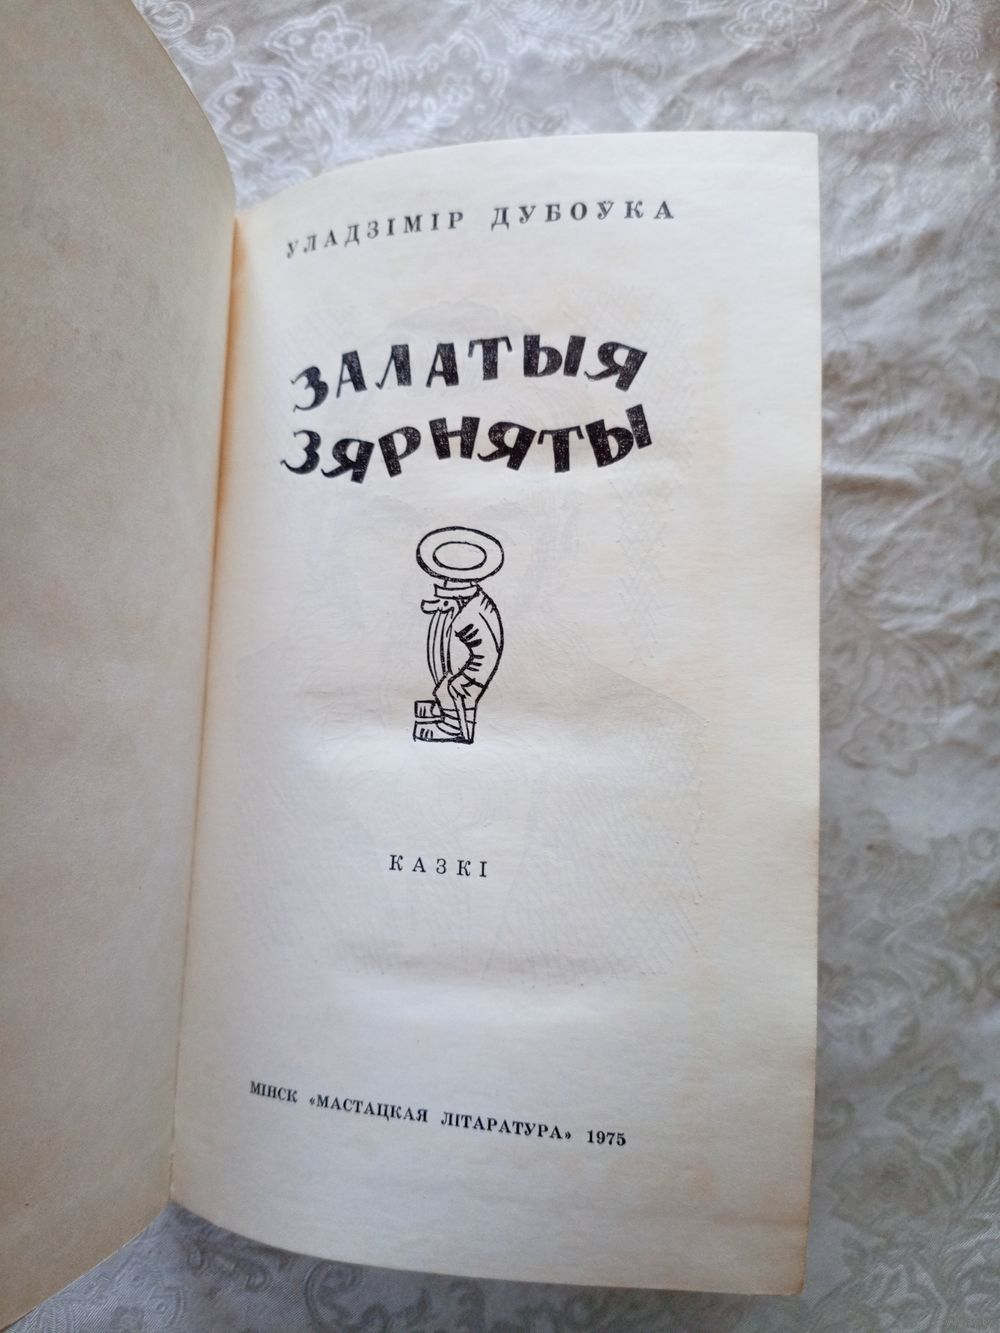 УЛАДЗІМІР ДУБОЎКА
ЗАЛАТЫЯ
ЗЯРНЯТЫ
КАЗКІ
МІНСК «МАСТАЦКАЯ ЛІТАРАТУРА» 1975